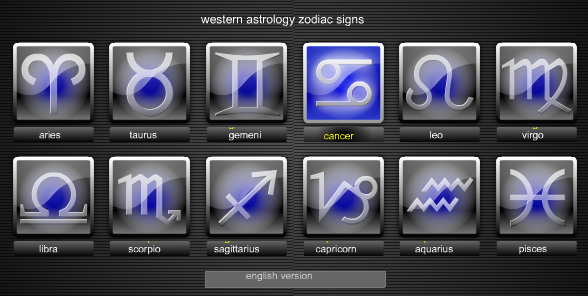 western astrology zodiac signs
aries taurus gemeni cancer leo virgo
libra scorpio sagittarius capricorn aquarius pisces
english version